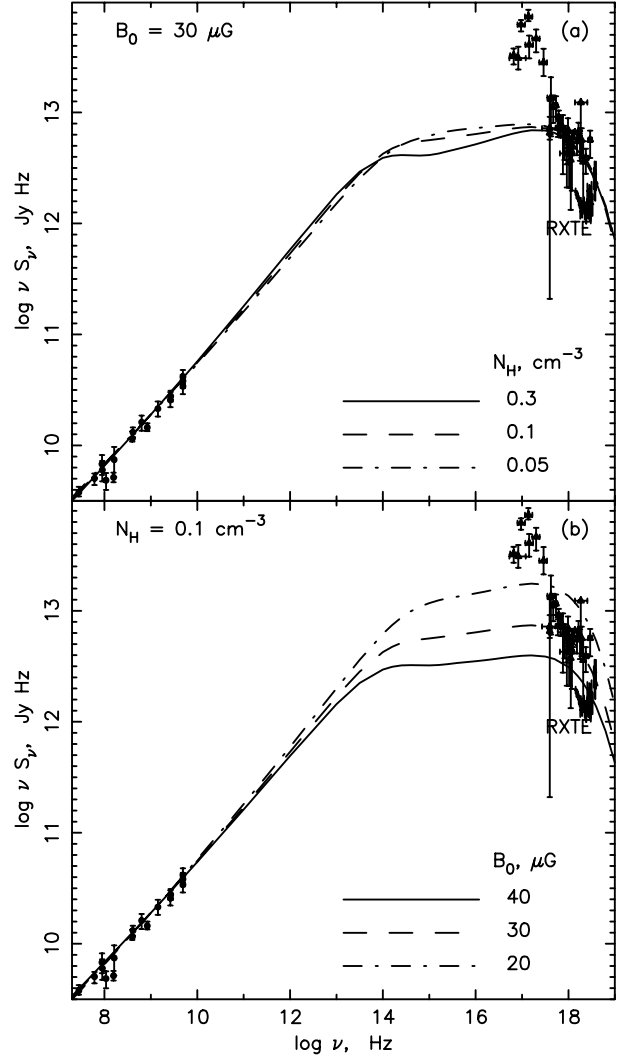 B₀ = 30 μG
(a)
13
12
11
10
log ν Sν, Jy Hz
RXTE
N_H, cm⁻³
0.3
0.1
0.05
N_H = 0.1 cm⁻³
(b)
13
12
11
10
log ν Sν, Jy Hz
RXTE
B₀, μG
40
30
20
8 10 12 14 16 18
log ν, Hz